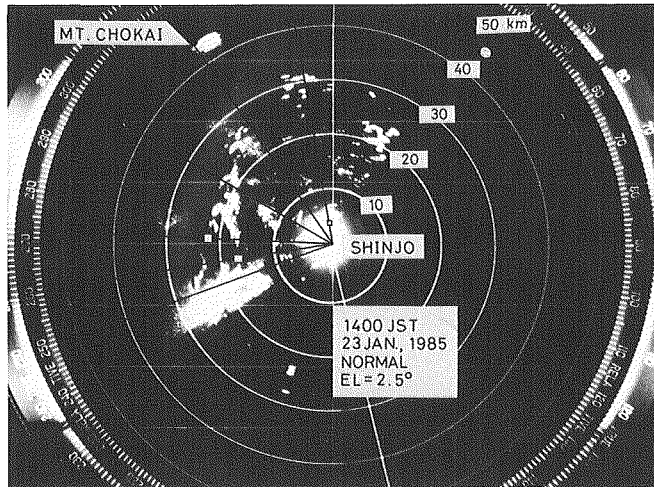 MT. CHOKAI
50 km
40
30
20
10
SHINJO
1400 JST
23 JAN., 1985
NORMAL
EL = 2.5°